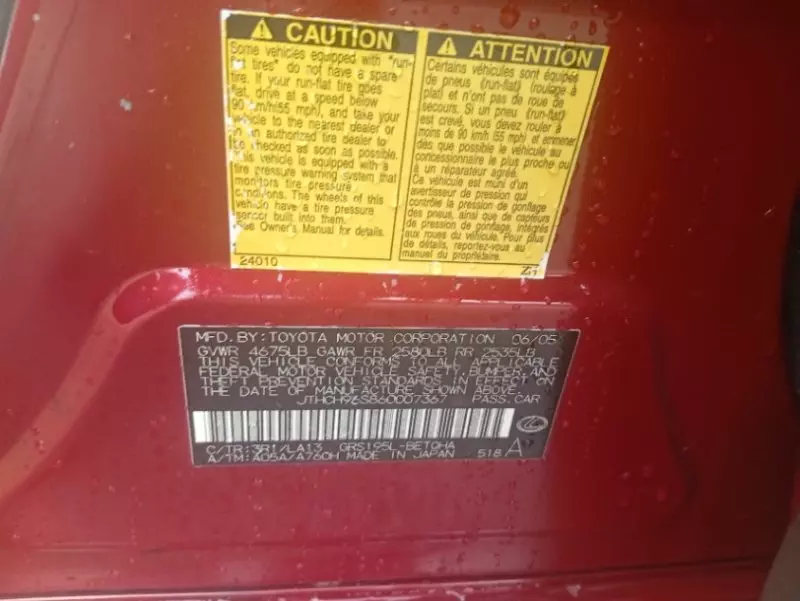 CAUTION
Some vehicles equipped with "run-
flat tires" do not have a spare
tire. If your run-flat tire goes
flat, drive at a speed below
90 km/h(55 mph), and take your
vehicle to the nearest dealer or
to an authorized tire dealer to
be checked as soon as possible.
This vehicle is equipped with a
tire pressure warning system that
monitors tire pressure
conditions. The wheels of this
vehicle have a tire pressure
sensor built into them.
See Owner's Manual for details.
24010
ATTENTION
Certains véhicules sont équipés
de pneus (run-flat) (roulage à
plat) et n'ont pas de roue de
secours. Si un pneu (run-flat)
est crevé, vous devez rouler à
moins de 90 km/h (55 mph) et emmener
dès que possible le véhicule au
concessionnaire le plus proche ou
à un réparateur agréé.
Ce véhicule est muni d'un
avertisseur de pression qui
contrôle la pression de gonflage
des pneus, ainsi que de capteurs
de pression de gonflage, intégrés
aux roues du véhicule. Pour plus
de détails, reportez-vous au
manuel du propriétaire.
MFD.BY:TOYOTA MOTOR CORPORATION 06/05
GVWR 4675LB GAWR FR 2580LB RR 2535LB
THIS VEHICLE CONFORMS TO ALL APPLICABLE
FEDERAL MOTOR VEHICLE SAFETY,BUMPER,AND
THEFT PREVENTION STANDARDS IN EFFECT ON
THE DATE OF MANUFACTURE SHOWN ABOVE.
JTHCH96S860007367 PASS.CAR
C/TR:3R1/LA13 GRS195L-BETQHA
A/TM:A05A/A760H MADE IN JAPAN 518 A